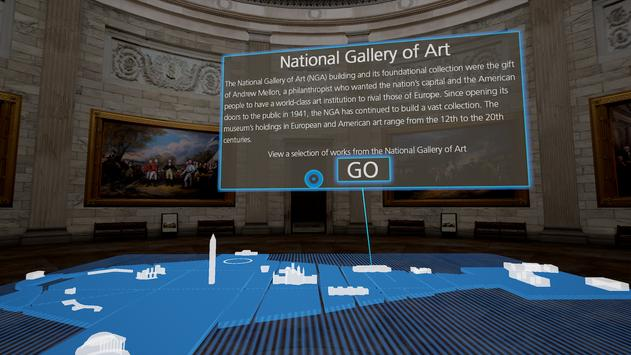 National Gallery of Art
The National Gallery of Art (NGA) building and its foundational collection were the gift
of Andrew Mellon, a philanthropist who wanted the nation's capital and the American
people to have a world-class art institution to rival those of Europe. Since opening its
doors to the public in 1941, the NGA has continued to build a vast collection. The
museum's holdings in European and American art range from the 12th to the 20th
centuries.
View a selection of works from the National Gallery of Art
GO